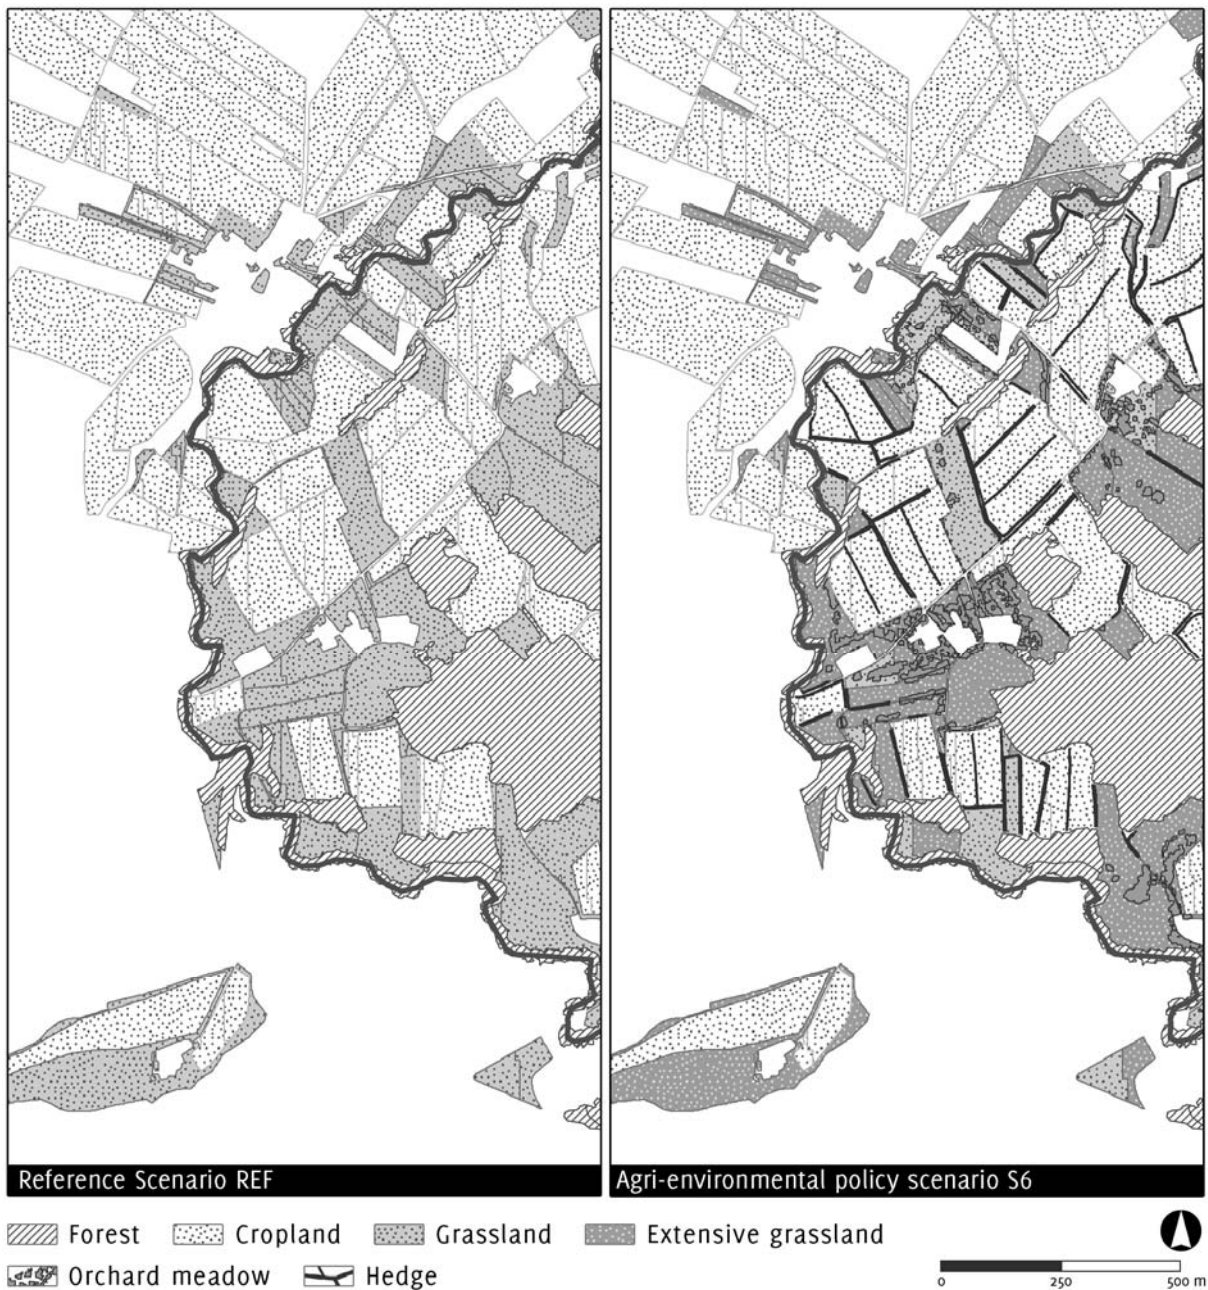 Reference Scenario REF
Agri-environmental policy scenario S6
Forest
Cropland
Grassland
Extensive grassland
Orchard meadow
Hedge
0 250 500 m